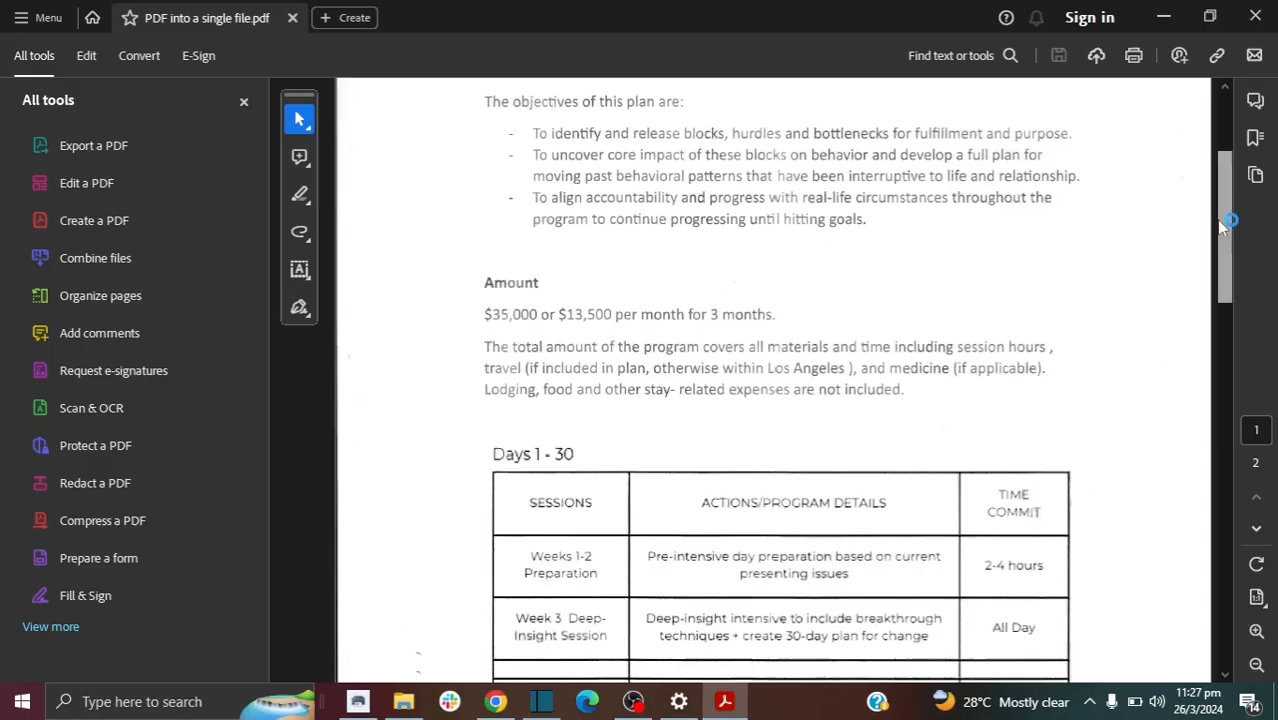 Menu
PDF into a single file.pdf
Create
Sign in
All tools
Edit
Convert
E-Sign
Find text or tools
All tools
Export a PDF
Edit a PDF
Create a PDF
Combine files
Organize pages
Add comments
Request e-signatures
Scan & OCR
Protect a PDF
Redact a PDF
Compress a PDF
Prepare a form
Fill & Sign
View more
The objectives of this plan are:
- To identify and release blocks, hurdles and bottlenecks for fulfillment and purpose.
- To uncover core impact of these blocks on behavior and develop a full plan for
moving past behavioral patterns that have been interruptive to life and relationship.
- To align accountability and progress with real-life circumstances throughout the
program to continue progressing until hitting goals.
Amount
$35,000 or $13,500 per month for 3 months.
The total amount of the program covers all materials and time including session hours ,
travel (if included in plan, otherwise within Los Angeles ), and medicine (if applicable).
Lodging, food and other stay- related expenses are not included.
Days 1 - 30
SESSIONS
ACTIONS/PROGRAM DETAILS
TIME
COMMIT
Weeks 1-2
Preparation
Pre-intensive day preparation based on current
presenting issues
2-4 hours
Week 3 Deep-
Insight Session
Deep-insight intensive to include breakthrough
techniques + create 30-day plan for change
All Day
1
2
Type here to search
28°C Mostly clear
11:27 pm
26/3/2024
14